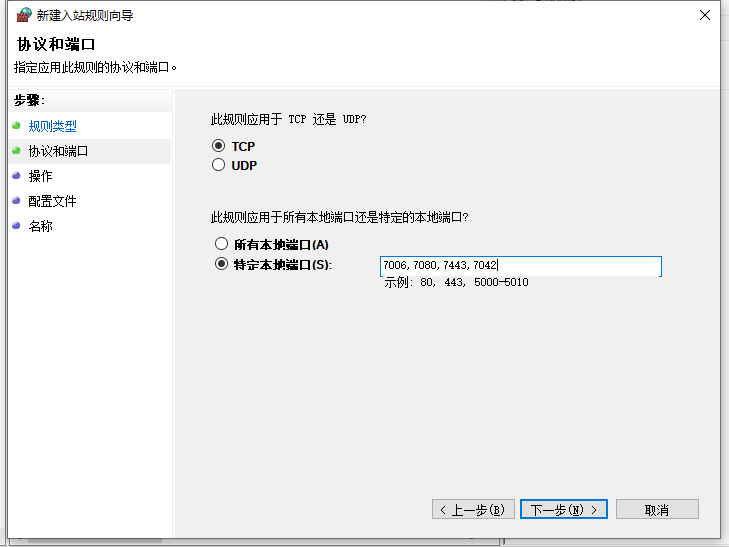 新建入站规则向导
协议和端口
指定应用此规则的协议和端口。
步骤:
规则类型
协议和端口
操作
配置文件
名称
此规则应用于 TCP 还是 UDP?
TCP
UDP
此规则应用于所有本地端口还是特定的本地端口?
所有本地端口(A)
特定本地端口(S):
7006,7080,7443,7042
示例: 80, 443, 5000-5010
< 上一步(B)
下一步(N) >
取消